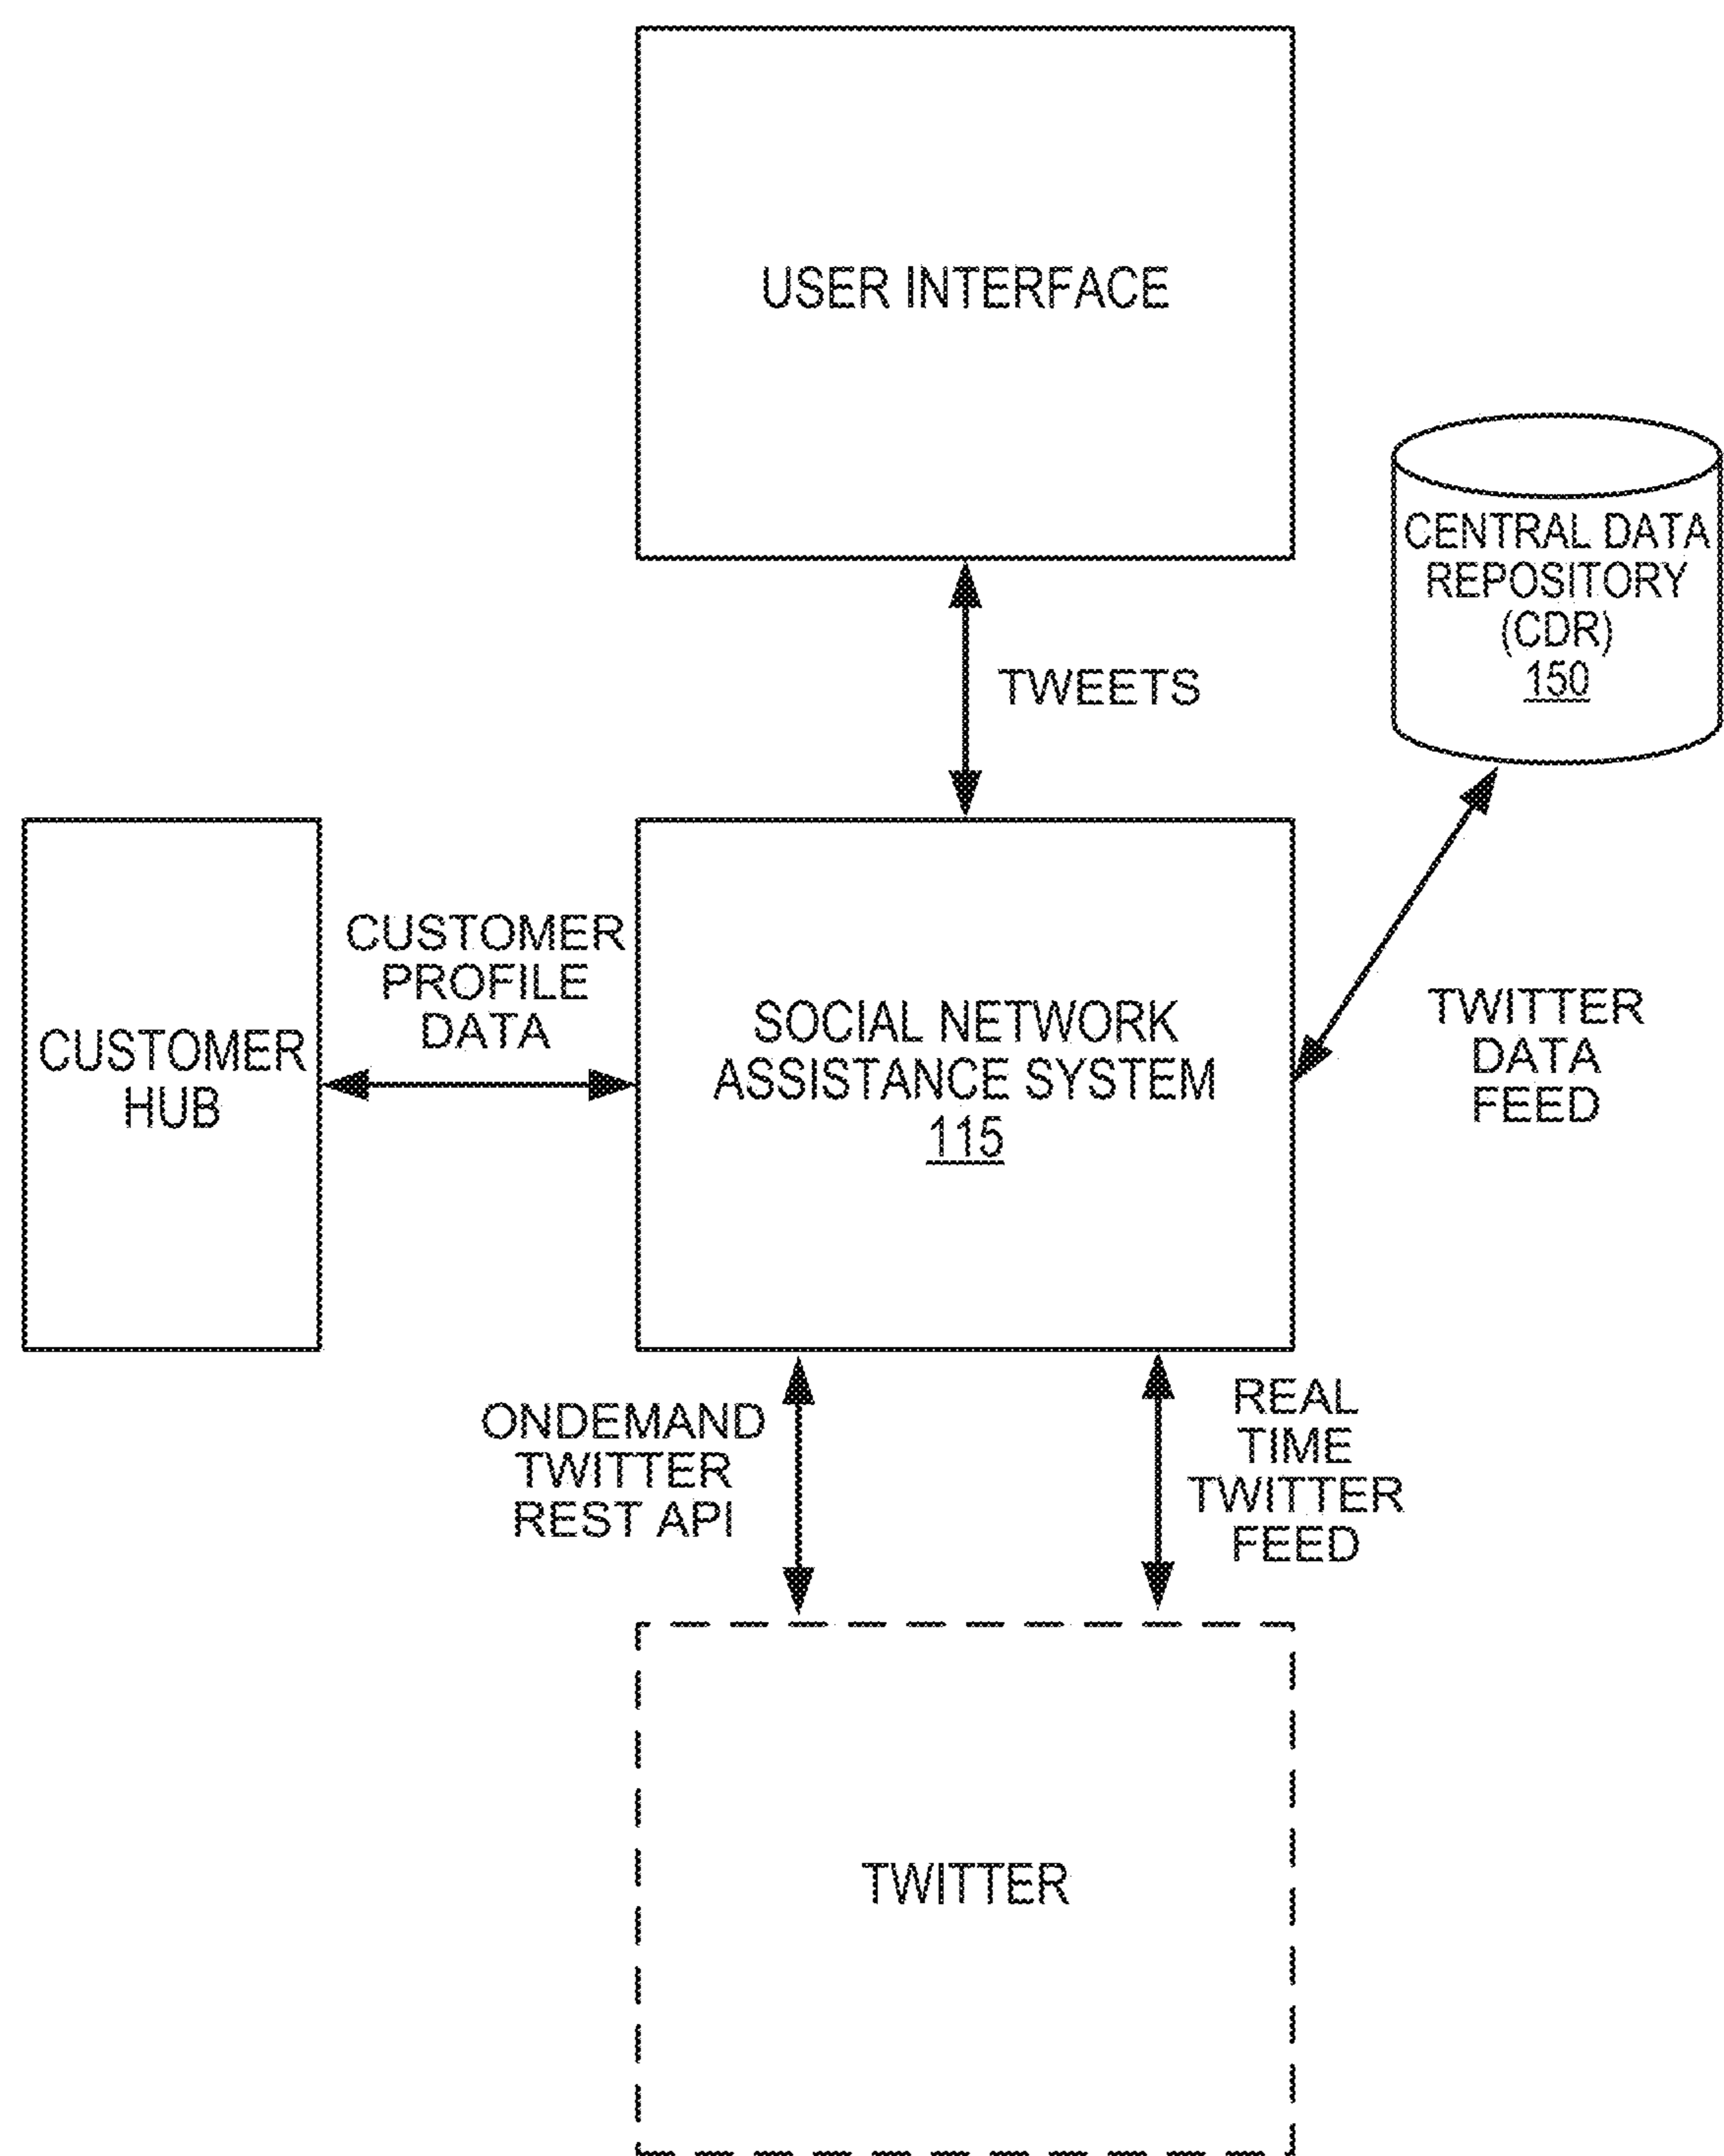 USER INTERFACE
CENTRAL DATA
REPOSITORY
(CDR)
150
TWEETS
CUSTOMER
PROFILE
DATA
CUSTOMER
HUB
SOCIAL NETWORK
ASSISTANCE SYSTEM
115
TWITTER
DATA
FEED
ONDEMAND
TWITTER
REST API
REAL
TIME
TWITTER
FEED
TWITTER